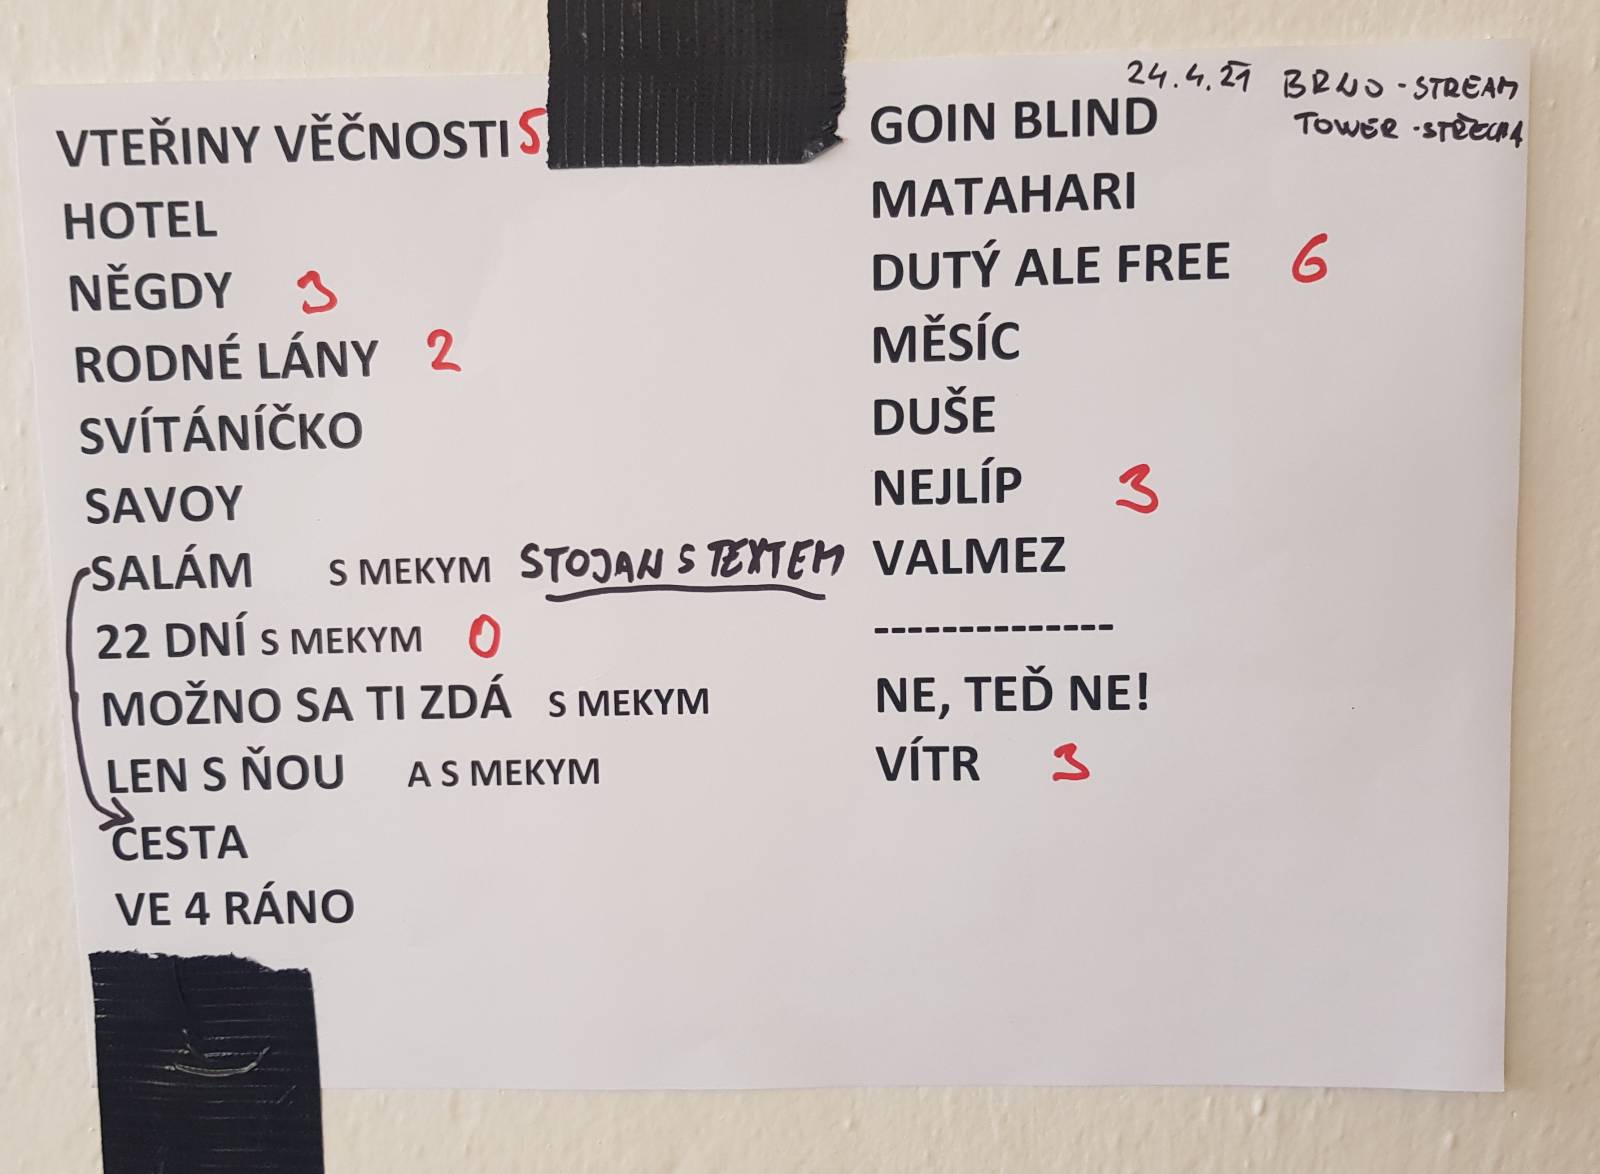 VTEŘINY VĚČNOSTI 5
HOTEL
NĚGDY 3
RODNÉ LÁNY 2
SVÍTÁNÍČKO
SAVOY
SALÁM S MEKYM STOJAN S TEXTEM
22 DNÍ S MEKYM 0
MOŽNO SA TI ZDÁ S MEKYM
LEN S ŇOU A S MEKYM
CESTA
VE 4 RÁNO
24.4.21 BRNO - STREAM
TOWER - STŘECHA
GOIN BLIND
MATAHARI
DUTÝ ALE FREE 6
MĚSÍC
DUŠE
NEJLÍP 3
VALMEZ
--------------
NE, TEĎ NE!
VÍTR 3